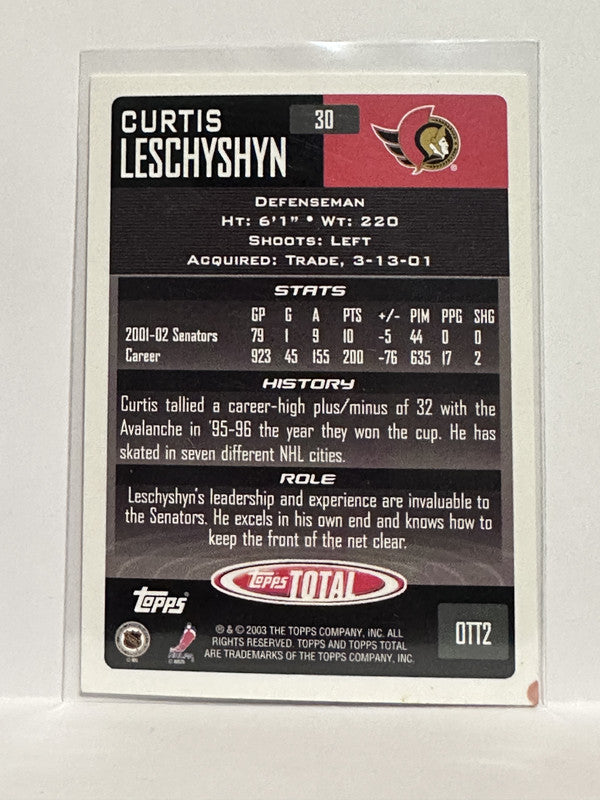 CURTIS
LESCHYSHYN
30
DEFENSEMAN
HT: 6'1" • WT: 220
SHOOTS: LEFT
ACQUIRED: TRADE, 3-13-01
STATS
GP G A PTS +/- PIM PPG SHG
2001-02 Senators 79 1 9 10 -5 44 0 0
Career 923 45 155 200 -76 635 17 2
HISTORY
Curtis tallied a career-high plus/minus of 32 with the
Avalanche in '95-96 the year they won the cup. He has
skated in seven different NHL cities.
ROLE
Leschyshyn's leadership and experience are invaluable to
the Senators. He excels in his own end and knows how to
keep the front of the net clear.
topps TOTAL
topps
® & © 2003 THE TOPPS COMPANY, INC. ALL
RIGHTS RESERVED. TOPPS AND TOPPS TOTAL
ARE TRADEMARKS OF THE TOPPS COMPANY, INC.
OTT2